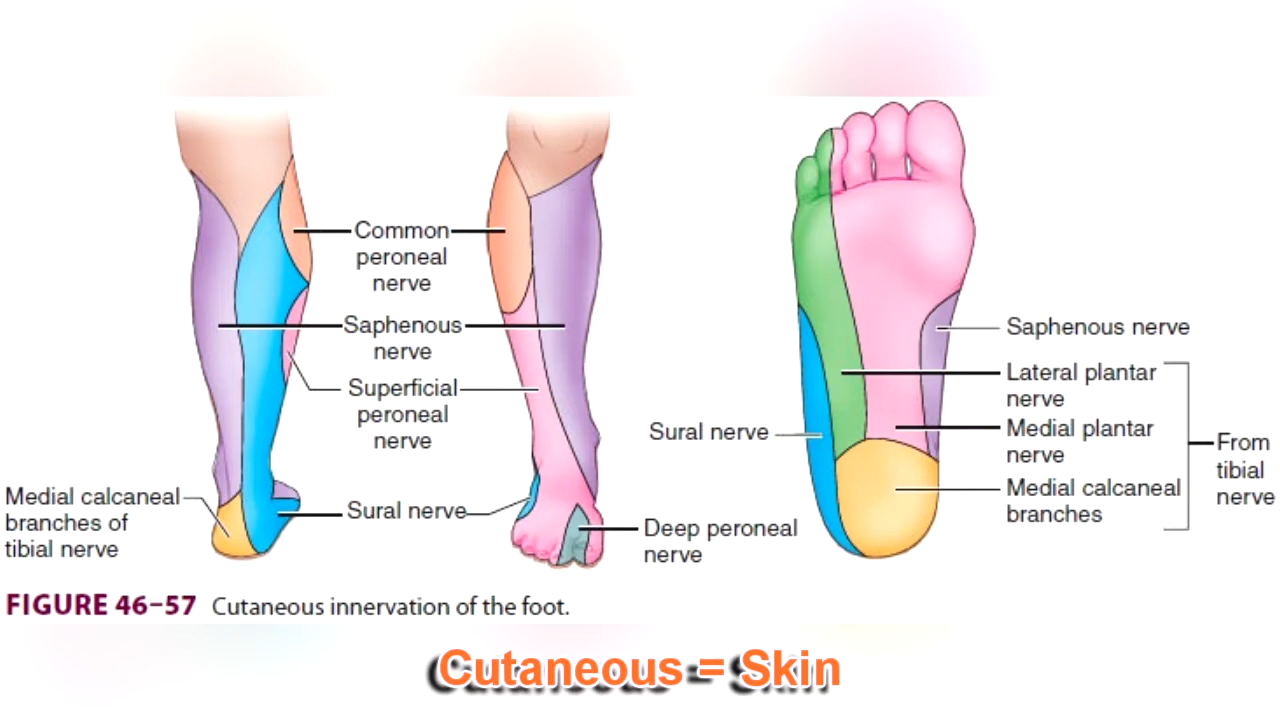 Common
peroneal
nerve
Saphenous
nerve
Superficial
peroneal
nerve
Medial calcaneal
branches of
tibial nerve
Sural nerve
Deep peroneal
nerve
Sural nerve
Saphenous nerve
Lateral plantar
nerve
Medial plantar
nerve
Medial calcaneal
branches
From
tibial
nerve
FIGURE 46–57 Cutaneous innervation of the foot.
Cutaneous = Skin